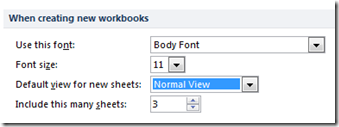 When creating new workbooks
Use this font: Body Font
Font size: 11
Default view for new sheets: Normal View
Include this many sheets: 3